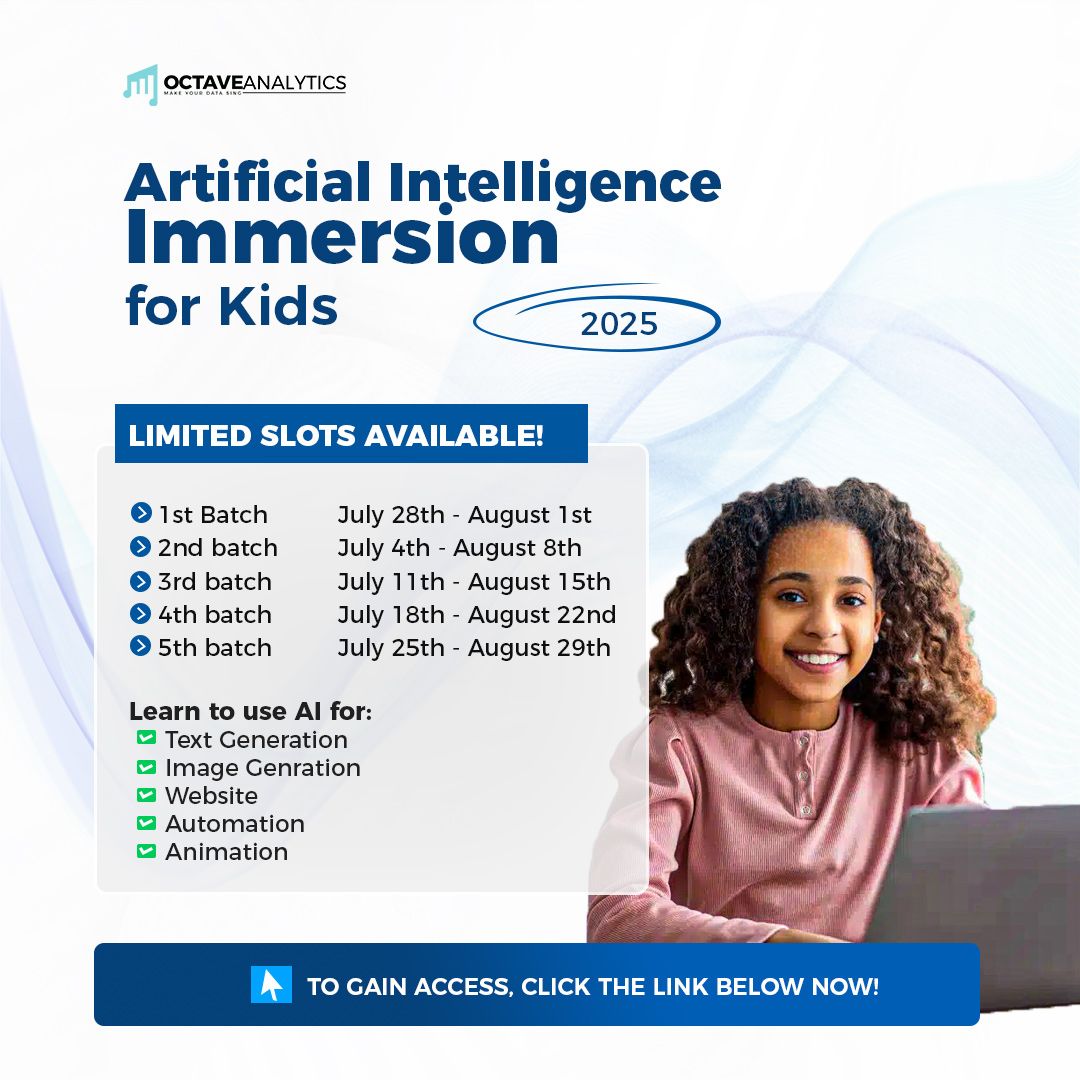 OCTAVEANALYTICS
MAKE YOUR DATA SING
Artificial Intelligence
Immersion
for Kids
2025
LIMITED SLOTS AVAILABLE!
1st Batch July 28th - August 1st
2nd batch July 4th - August 8th
3rd batch July 11th - August 15th
4th batch July 18th - August 22nd
5th batch July 25th - August 29th
Learn to use AI for:
Text Generation
Image Genration
Website
Automation
Animation
TO GAIN ACCESS, CLICK THE LINK BELOW NOW!